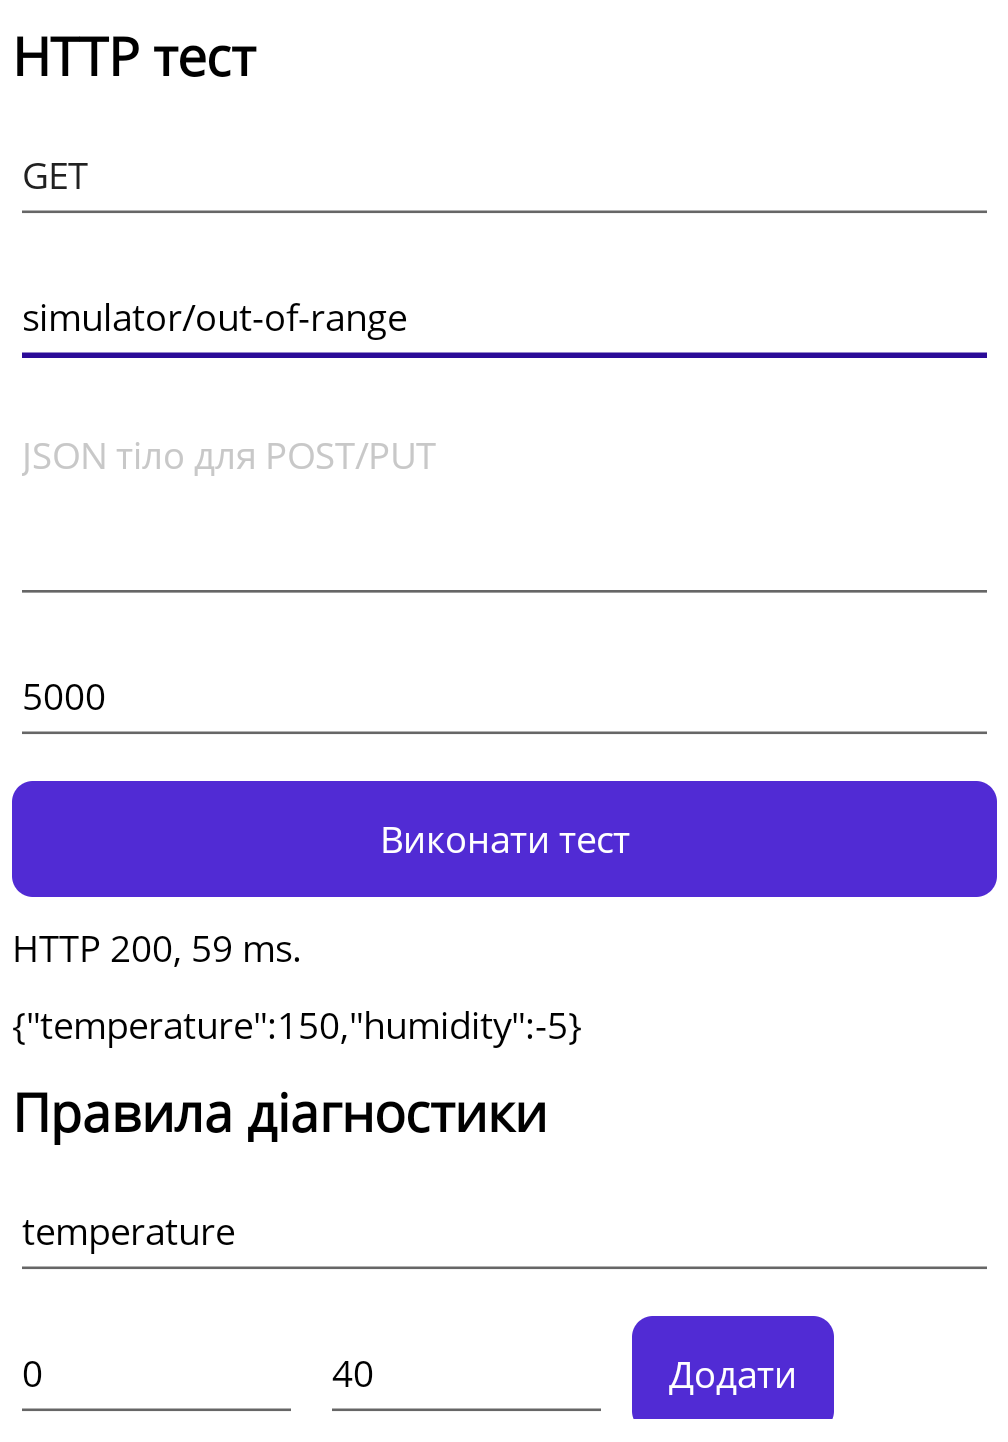 HTTP тест
GET
simulator/out-of-range
JSON тіло для POST/PUT
5000
Виконати тест
HTTP 200, 59 ms.
{"temperature":150,"humidity":-5}
Правила діагностики
temperature
0 40 Додати